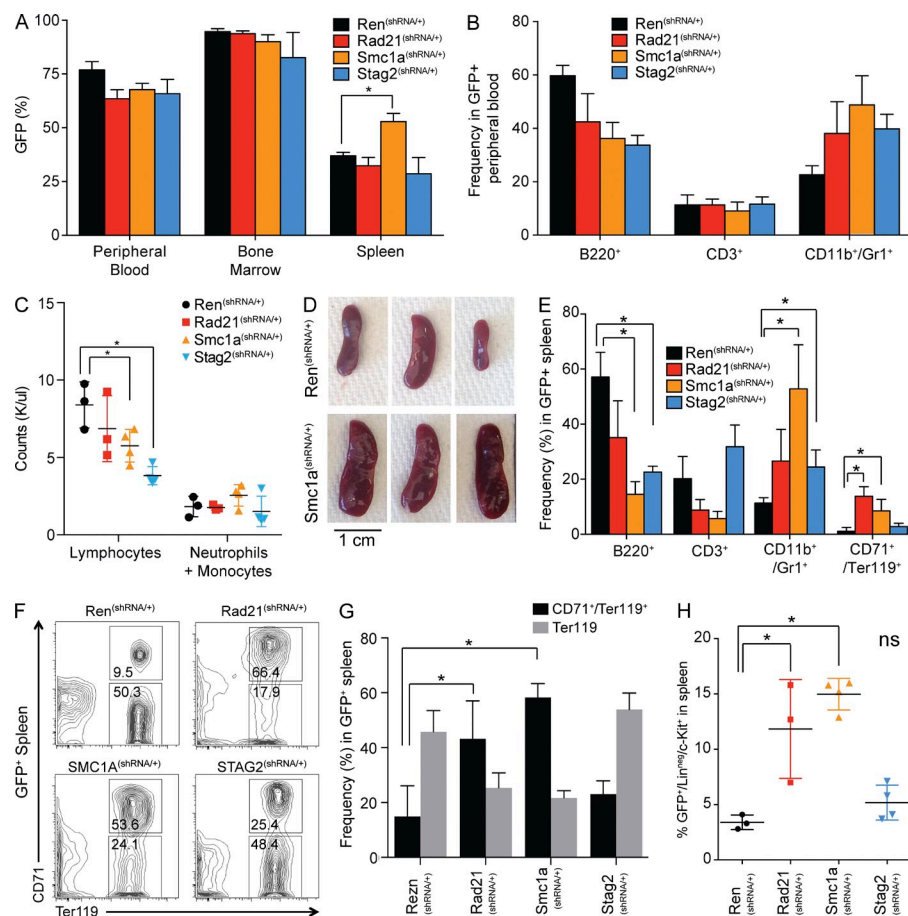 A
GFP (%)
100
75
50
25
0
Peripheral
Blood
Bone
Marrow
Spleen
*
Ren(shRNA/+)
Rad21(shRNA/+)
Smc1a(shRNA/+)
Stag2(shRNA/+)
B
Frequency in GFP+
peripheral blood
80
60
40
20
0
B220+
CD3+
CD11b+/Gr1+
Ren(shRNA/+)
Rad21(shRNA/+)
Smc1a(shRNA/+)
Stag2(shRNA/+)
C
Counts (K/ul)
15
10
5
0
Lymphocytes
Neutrophils
+ Monocytes
*
*
Ren(shRNA/+)
Rad21(shRNA/+)
Smc1a(shRNA/+)
Stag2(shRNA/+)
D
Ren(shRNA/+)
Smc1a(shRNA/+)
1 cm
E
Frequency (%) in GFP+ spleen
80
60
40
20
0
B220+
CD3+
CD11b+
/Gr1+
CD71+
/Ter119+
*
*
*
*
*
*
Ren(shRNA/+)
Rad21(shRNA/+)
Smc1a(shRNA/+)
Stag2(shRNA/+)
F
Ren(shRNA/+)
Rad21(shRNA/+)
9.5
50.3
66.4
17.9
SMC1A(shRNA/+)
STAG2(shRNA/+)
53.6
24.1
25.4
48.4
GFP+ Spleen
CD71
Ter119
G
CD71+/Ter119+
Ter119
Frequency (%) in GFP+ spleen
80
60
40
20
0
*
*
Rezn
(shRNA/+)
Rad21
(shRNA/+)
Smc1a
(shRNA/+)
Stag2
(shRNA/+)
H
ns
% GFP+/Linneg/c-Kit+ in spleen
20
15
10
5
0
*
*
Ren
(shRNA/+)
Rad21
(shRNA/+)
Smc1a
(shRNA/+)
Stag2
(shRNA/+)